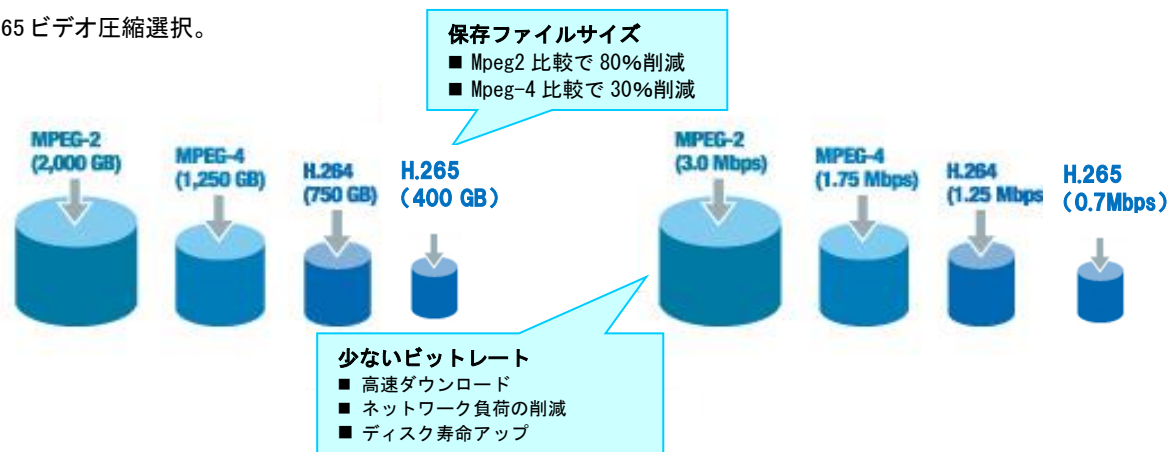 65 ビデオ圧縮選択。
保存ファイルサイズ
■ Mpeg2 比較で 80%削減
■ Mpeg-4 比較で 30%削減
MPEG-2
(2,000 GB)
MPEG-4
(1,250 GB)
H.264
(750 GB)
H.265
（400 GB）
MPEG-2
(3.0 Mbps)
MPEG-4
(1.75 Mbps)
H.264
(1.25 Mbps
H.265
（0.7Mbps）
少ないビットレート
■ 高速ダウンロード
■ ネットワーク負荷の削減
■ ディスク寿命アップ